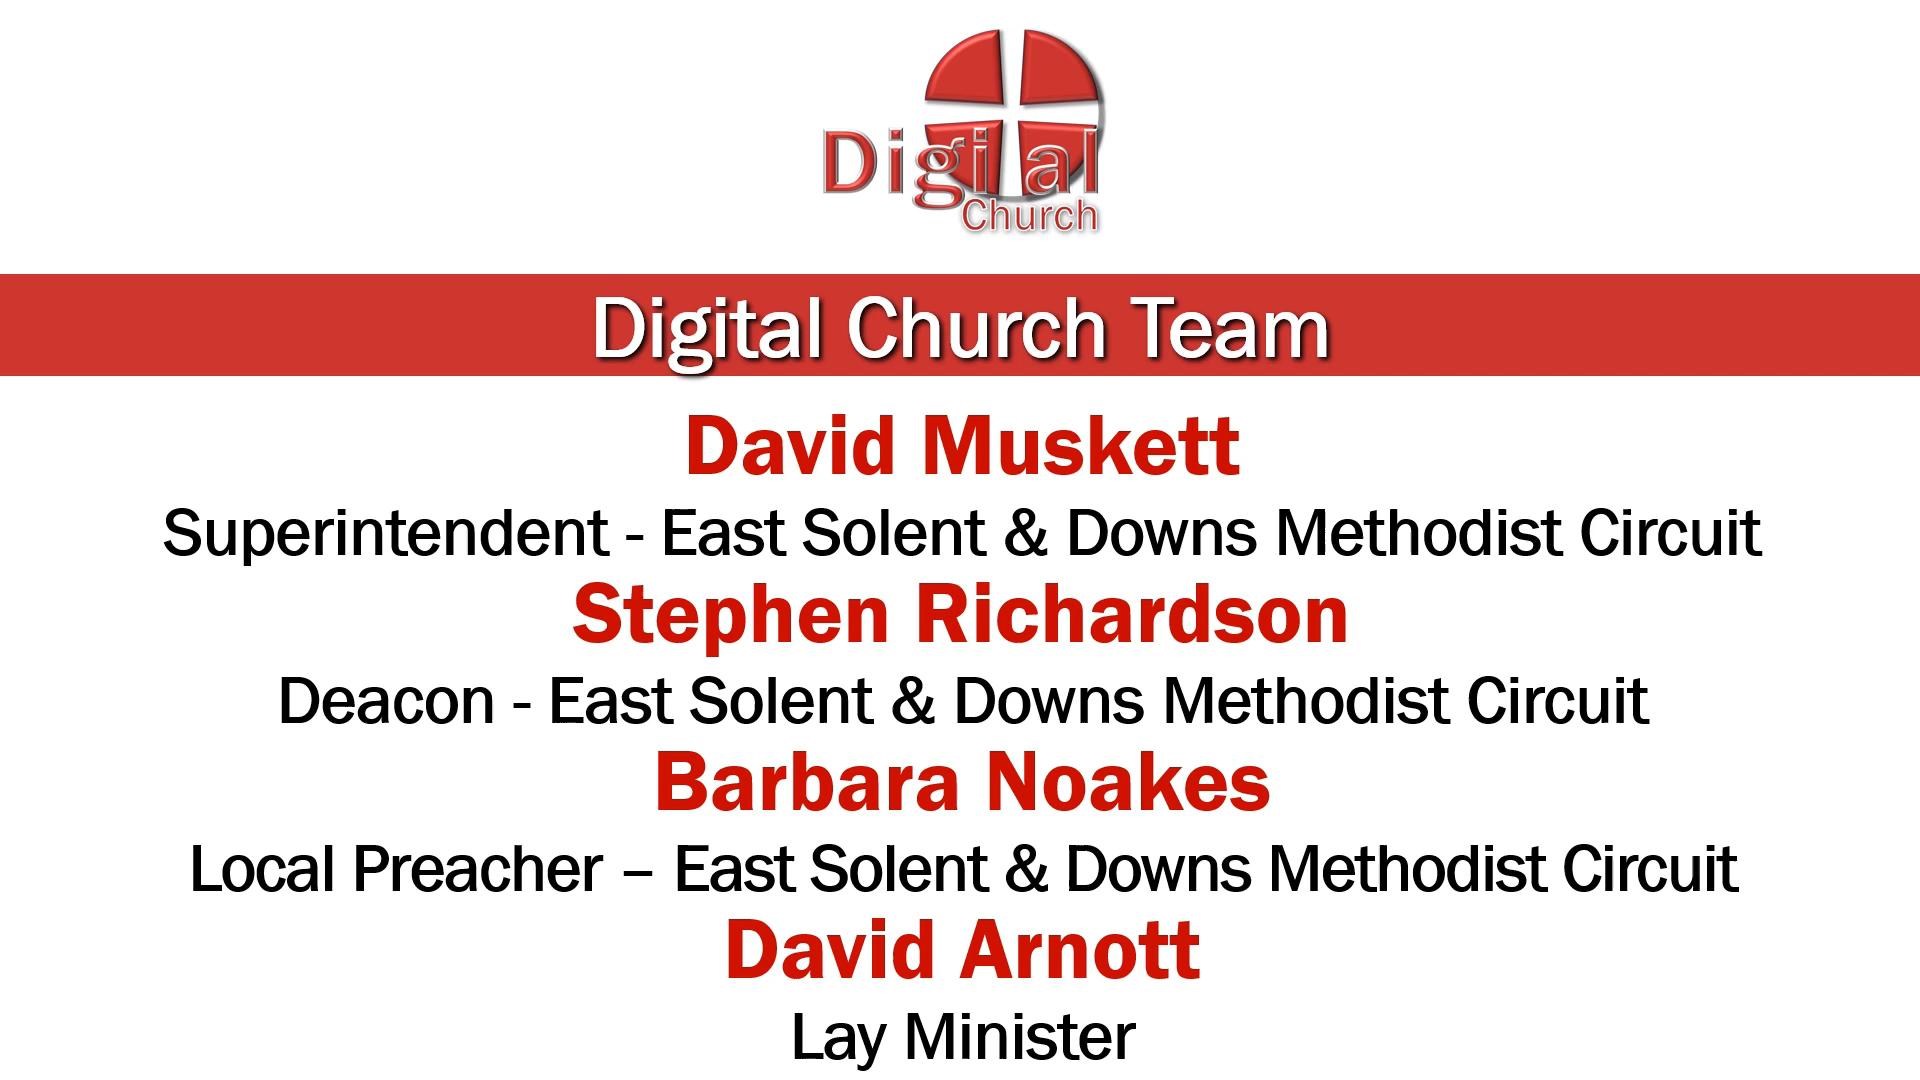 Digital
Church
Digital Church Team
David Muskett
Superintendent - East Solent & Downs Methodist Circuit
Stephen Richardson
Deacon - East Solent & Downs Methodist Circuit
Barbara Noakes
Local Preacher – East Solent & Downs Methodist Circuit
David Arnott
Lay Minister